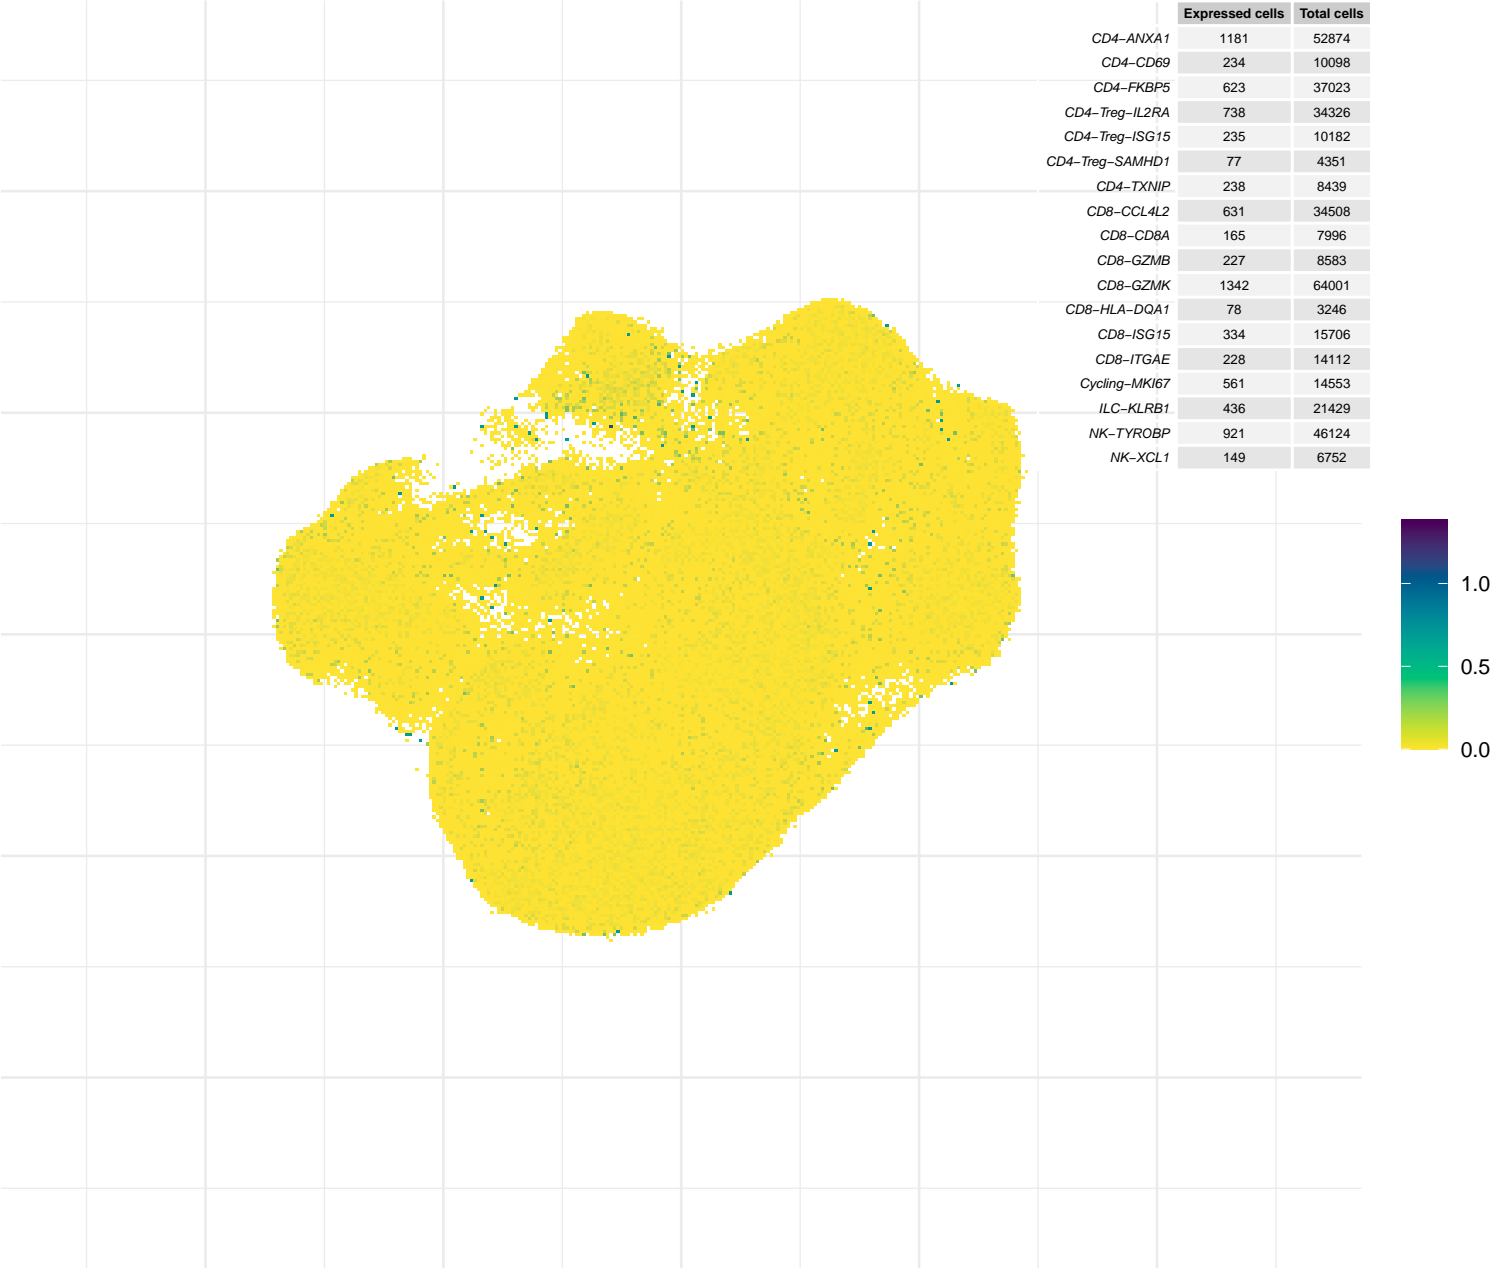 Expressed cells Total cells
CD4−ANXA1 1181 52874
CD4−CD69 234 10098
CD4−FKBP5 623 37023
CD4−Treg−IL2RA 738 34326
CD4−Treg−ISG15 235 10182
CD4−Treg−SAMHD1 77 4351
CD4−TXNIP 238 8439
CD8−CCL4L2 631 34508
CD8−CD8A 165 7996
CD8−GZMB 227 8583
CD8−GZMK 1342 64001
CD8−HLA−DQA1 78 3246
CD8−ISG15 334 15706
CD8−ITGAE 228 14112
Cycling−MKI67 561 14553
ILC−KLRB1 436 21429
NK−TYROBP 921 46124
NK−XCL1 149 6752
1.0
0.5
0.0